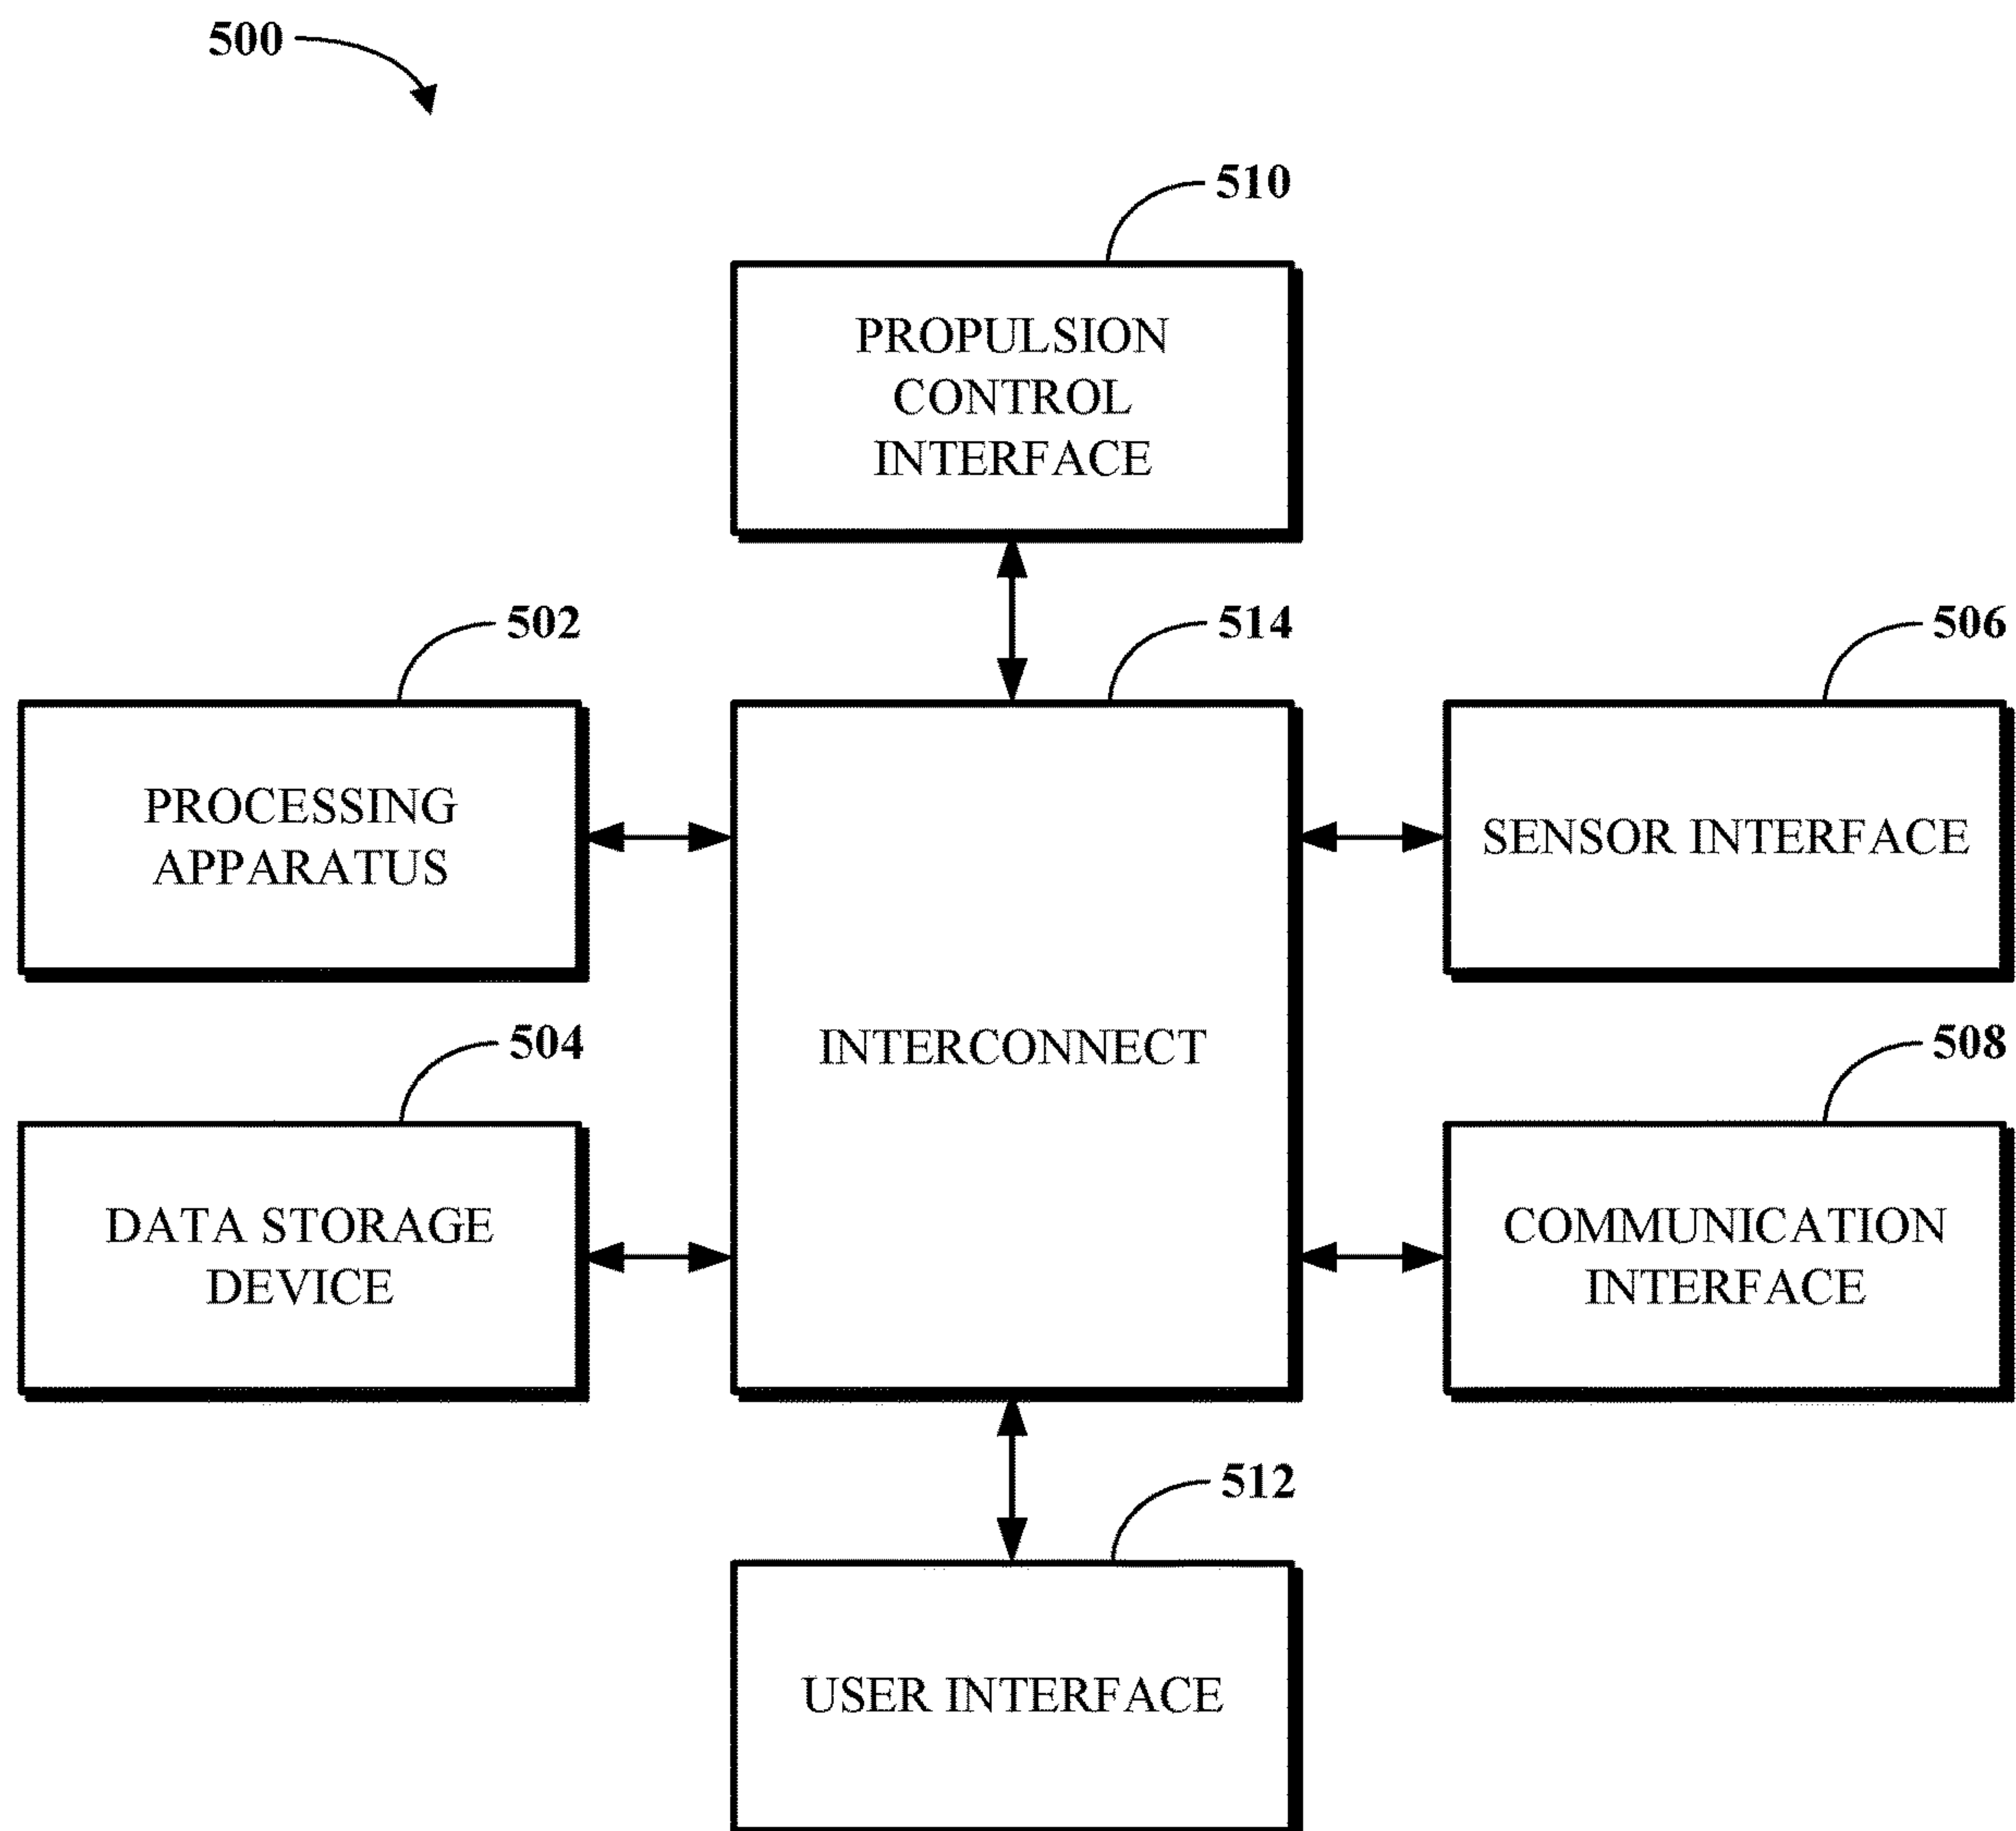 500
510
PROPULSION
CONTROL
INTERFACE
502
514
506
PROCESSING
APPARATUS
SENSOR INTERFACE
INTERCONNECT
504
508
DATA STORAGE
DEVICE
COMMUNICATION
INTERFACE
512
USER INTERFACE